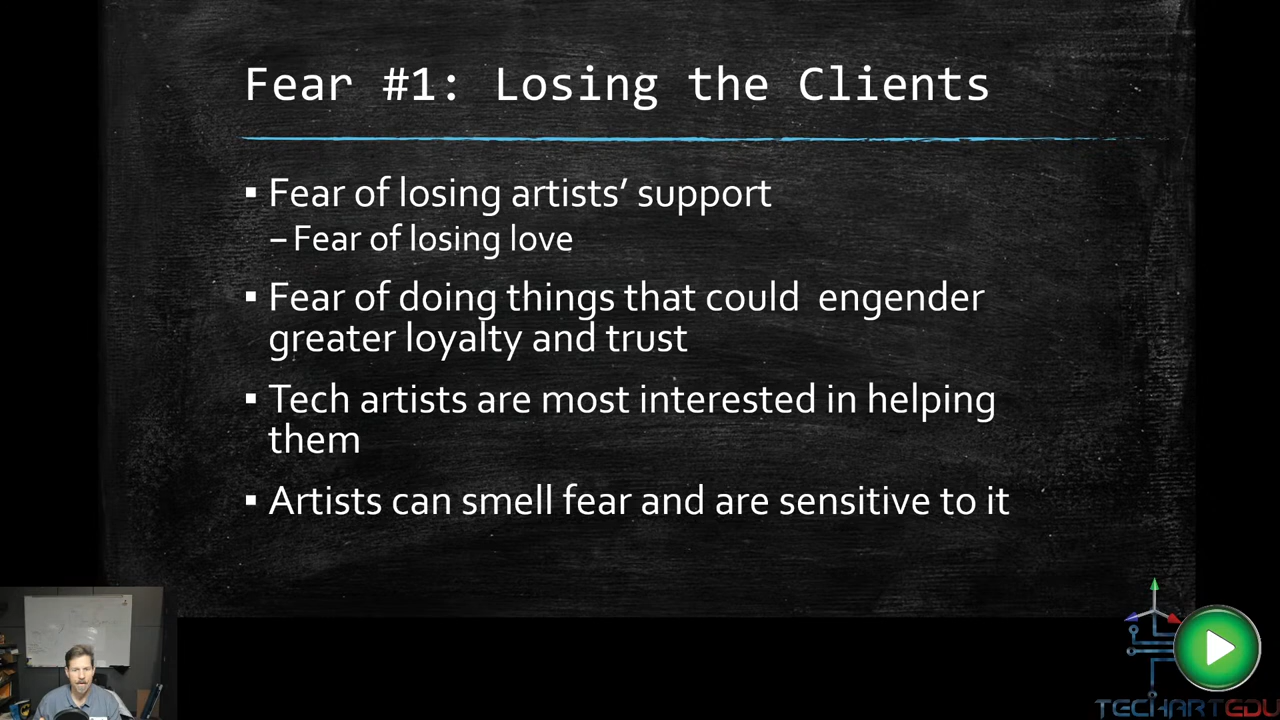 Fear #1: Losing the Clients
▪ Fear of losing artists’ support
– Fear of losing love
▪ Fear of doing things that could  engender
greater loyalty and trust
▪ Tech artists are most interested in helping
them
▪ Artists can smell fear and are sensitive to it
TECHARTEDU